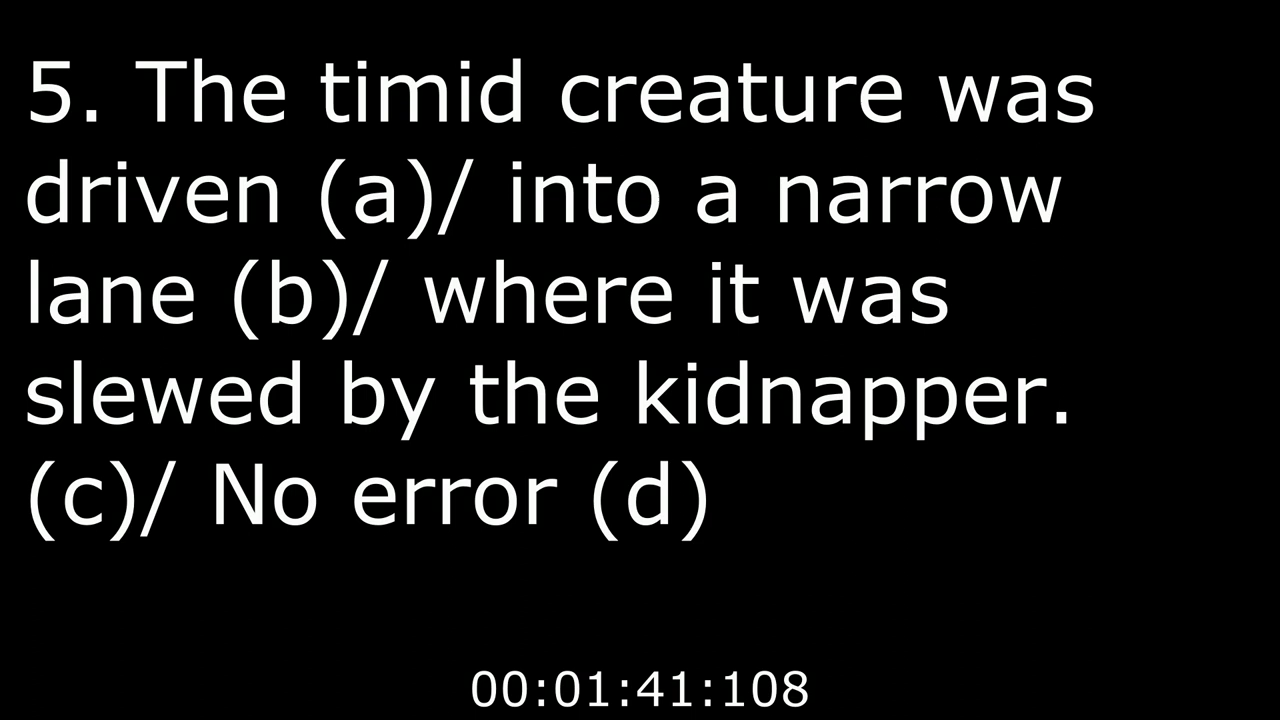 5. The timid creature was
driven (a)/ into a narrow
lane (b)/ where it was
slewed by the kidnapper.
(c)/ No error (d)
00:01:41:108